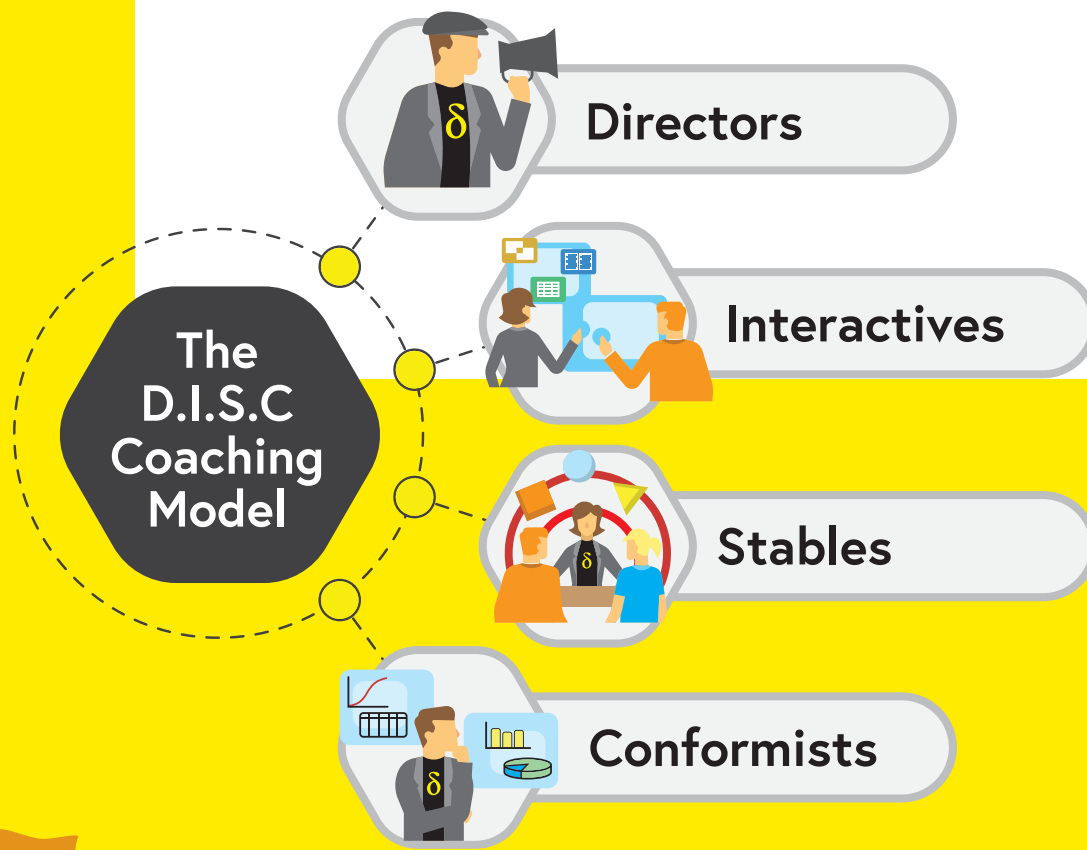 The
D.I.S.C
Coaching
Model
Directors
δ
Interactives
Stables
δ
Conformists
δ